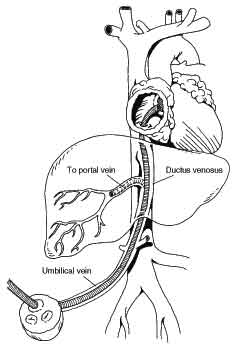 To portal vein
Ductus venosus
Umbilical vein